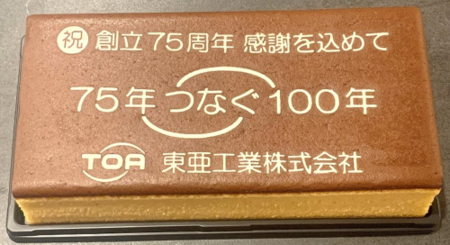 祝 創立75周年 感謝を込めて
75年つなぐ100年
TOA 東亜工業株式会社